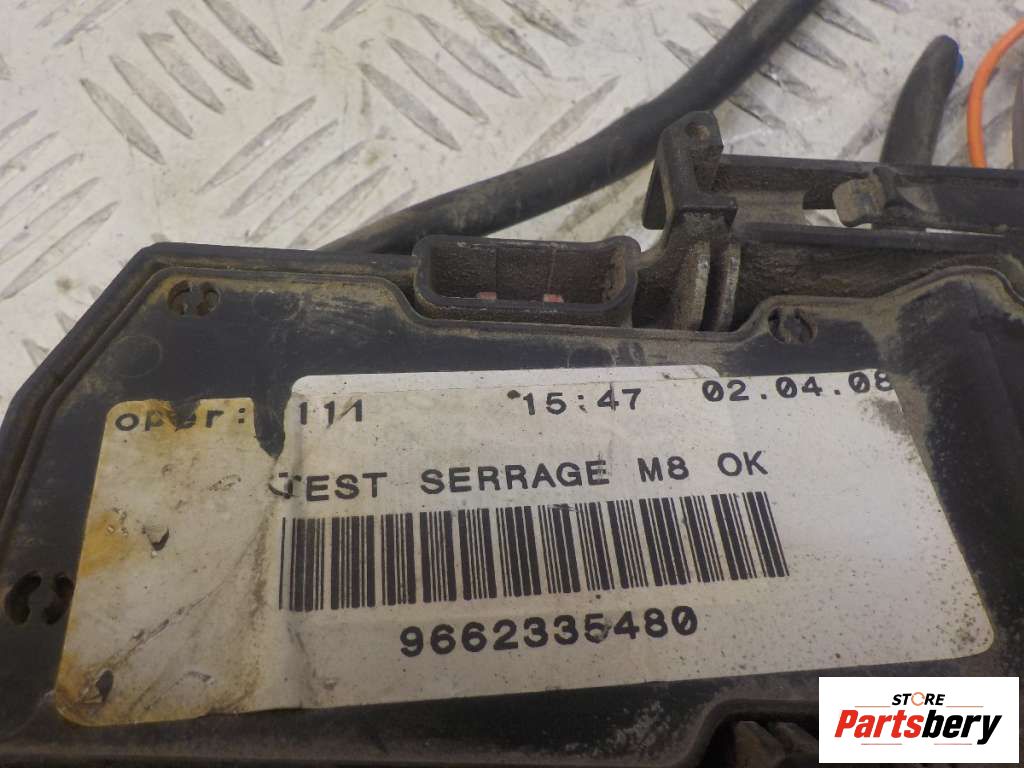 oper: 111 15:47 02.04.08
TEST SERRAGE M8 OK
9662335480
STORE
Partsbery